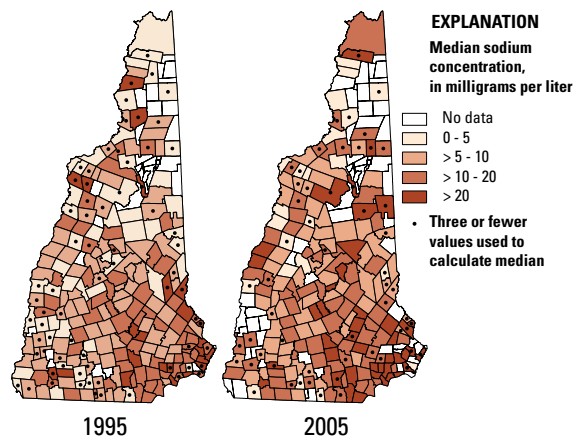 EXPLANATION
Median sodium
concentration,
in milligrams per liter
No data
0 - 5
> 5 - 10
> 10 - 20
> 20
• Three or fewer
values used to
calculate median
1995
2005